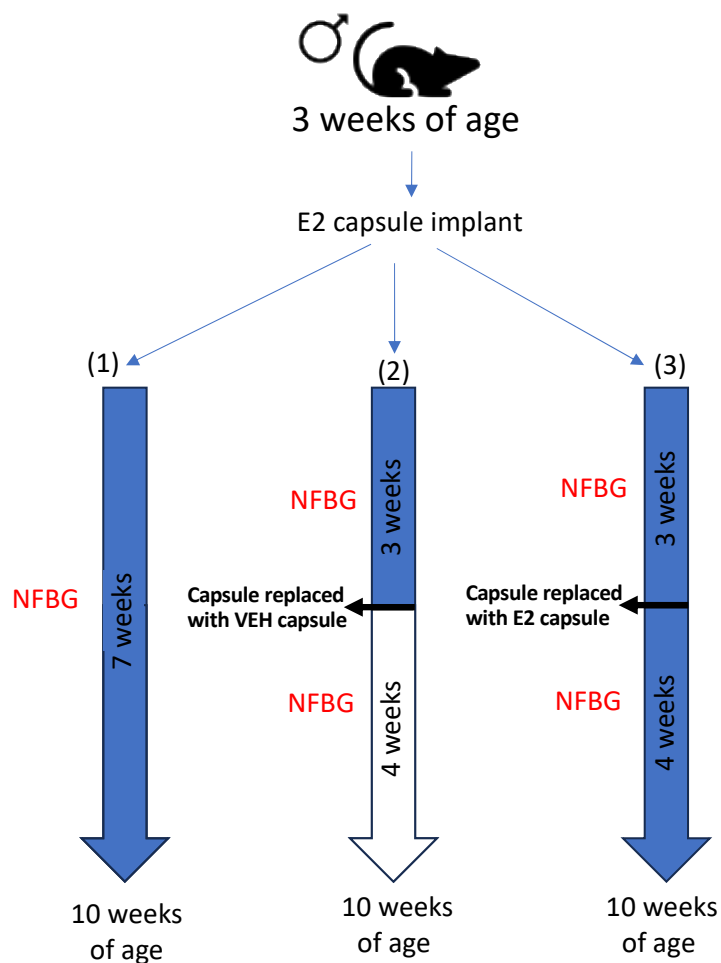 3 weeks of age
E2 capsule implant
(1)
(2)
(3)
NFBG
7 weeks
NFBG
3 weeks
Capsule replaced
with VEH capsule
NFBG
4 weeks
NFBG
3 weeks
Capsule replaced
with E2 capsule
NFBG
4 weeks
10 weeks
of age
10 weeks
of age
10 weeks
of age